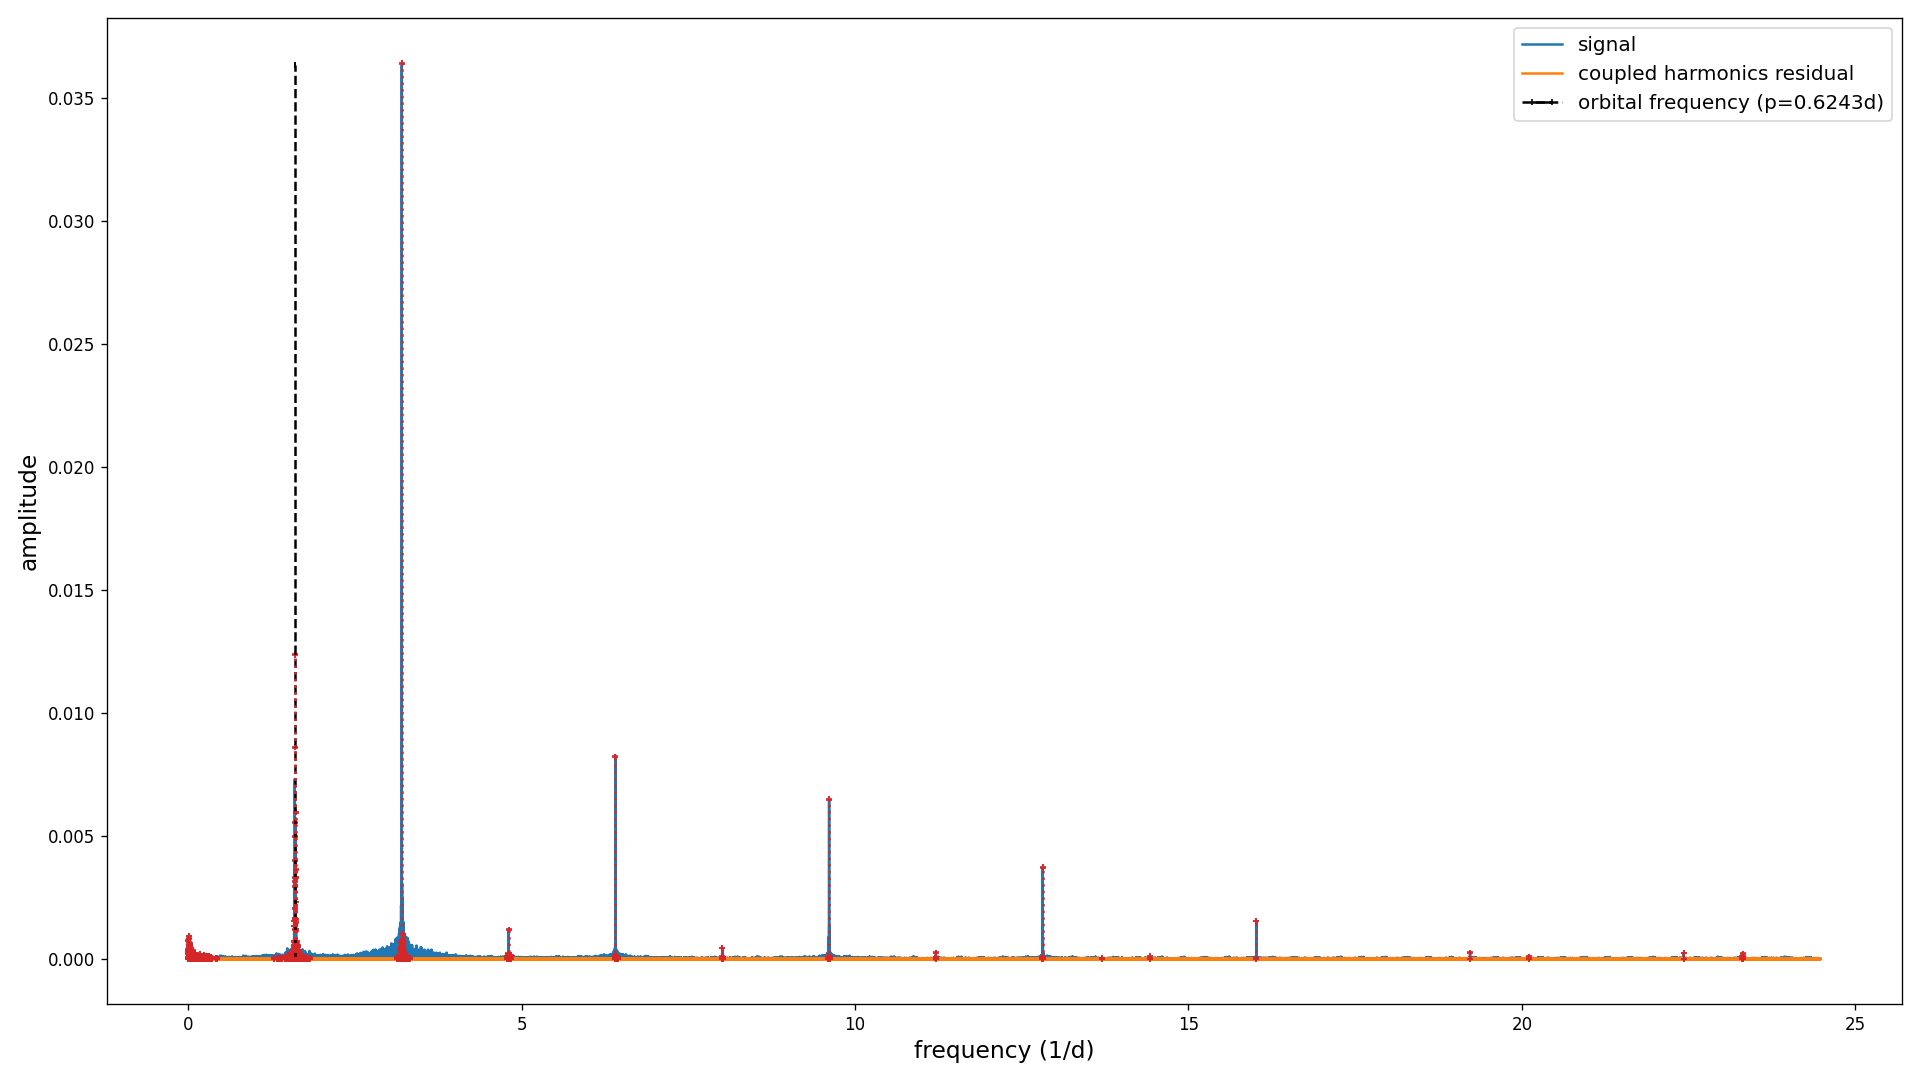 signal
coupled harmonics residual
orbital frequency (p=0.6243d)
0.035
0.030
0.025
0.020
0.015
0.010
0.005
0.000
amplitude
0 5 10 15 20 25
frequency (1/d)